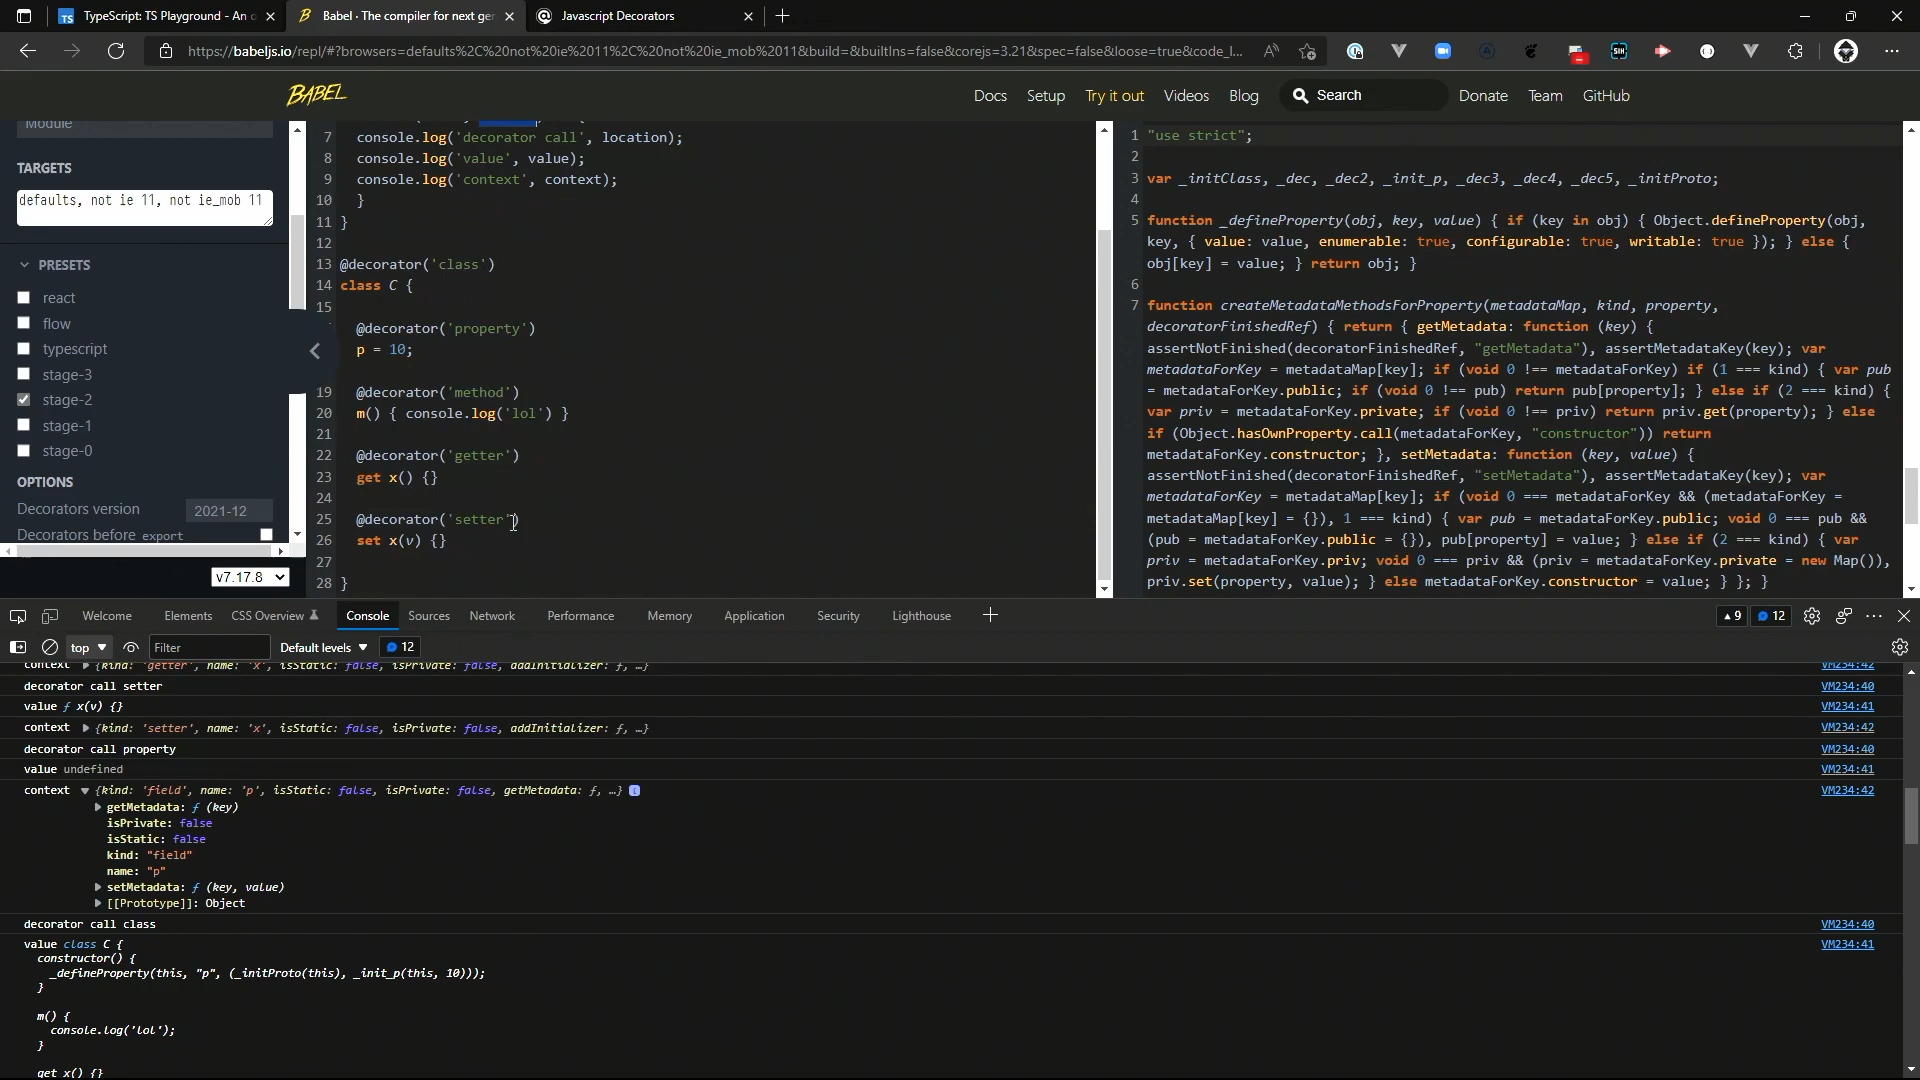 TypeScript: TS Playground - An o
Babel · The compiler for next ger
Javascript Decorators
https://babeljs.io/repl/#?browsers=defaults%2C%20not%20ie%2011%2C%20not%20ie_mob%2011&build=&builtIns=false&corejs=3.21&spec=false&loose=true&code_l...
BABEL
Docs Setup Try it out Videos Blog Search Donate Team GitHub
Module
TARGETS
defaults, not ie 11, not ie_mob 11
PRESETS
react
flow
typescript
stage-3
stage-2
stage-1
stage-0
OPTIONS
Decorators version 2021-12
Decorators before export
v7.17.8
7 console.log('decorator call', location);
8 console.log('value', value);
9 console.log('context', context);
10 }
11 }
12
13 @decorator('class')
14 class C {
15
@decorator('property')
p = 10;
19 @decorator('method')
20 m() { console.log('lol') }
21
22 @decorator('getter')
23 get x() {}
24
25 @decorator('setter')
26 set x(v) {}
27
28 }
1 "use strict";
2
3 var _initClass, _dec, _dec2, _init_p, _dec3, _dec4, _dec5, _initProto;
4
5 function _defineProperty(obj, key, value) { if (key in obj) { Object.defineProperty(obj,
key, { value: value, enumerable: true, configurable: true, writable: true }); } else {
obj[key] = value; } return obj; }
6
7 function createMetadataMethodsForProperty(metadataMap, kind, property,
decoratorFinishedRef) { return { getMetadata: function (key) {
assertNotFinished(decoratorFinishedRef, "getMetadata"), assertMetadataKey(key); var
metadataForKey = metadataMap[key]; if (void 0 !== metadataForKey) if (1 === kind) { var pub
= metadataForKey.public; if (void 0 !== pub) return pub[property]; } else if (2 === kind) {
var priv = metadataForKey.private; if (void 0 !== priv) return priv.get(property); } else
if (Object.hasOwnProperty.call(metadataForKey, "constructor")) return
metadataForKey.constructor; }, setMetadata: function (key, value) {
assertNotFinished(decoratorFinishedRef, "setMetadata"), assertMetadataKey(key); var
metadataForKey = metadataMap[key]; if (void 0 === metadataForKey && (metadataForKey =
metadataMap[key] = {}), 1 === kind) { var pub = metadataForKey.public; void 0 === pub &&
(pub = metadataForKey.public = {}), pub[property] = value; } else if (2 === kind) { var
priv = metadataForKey.priv; void 0 === priv && (priv = metadataForKey.private = new Map()),
priv.set(property, value); } else metadataForKey.constructor = value; } }; }
Welcome Elements CSS Overview Console Sources Network Performance Memory Application Security Lighthouse 9 12
top Filter Default levels 12
context {kind: 'getter', name: 'x', isStatic: false, isPrivate: false, addInitializer: ƒ, …} VM234:42
decorator call setter VM234:40
value ƒ x(v) {} VM234:41
context {kind: 'setter', name: 'x', isStatic: false, isPrivate: false, addInitializer: ƒ, …} VM234:42
decorator call property VM234:40
value undefined VM234:41
context {kind: 'field', name: 'p', isStatic: false, isPrivate: false, getMetadata: ƒ, …} VM234:42
getMetadata: ƒ (key)
isPrivate: false
isStatic: false
kind: "field"
name: "p"
setMetadata: ƒ (key, value)
[[Prototype]]: Object
decorator call class VM234:40
value class C { VM234:41
constructor() {
_defineProperty(this, "p", (_initProto(this), _init_p(this, 10)));
}
m() {
console.log('lol');
}
get x() {}